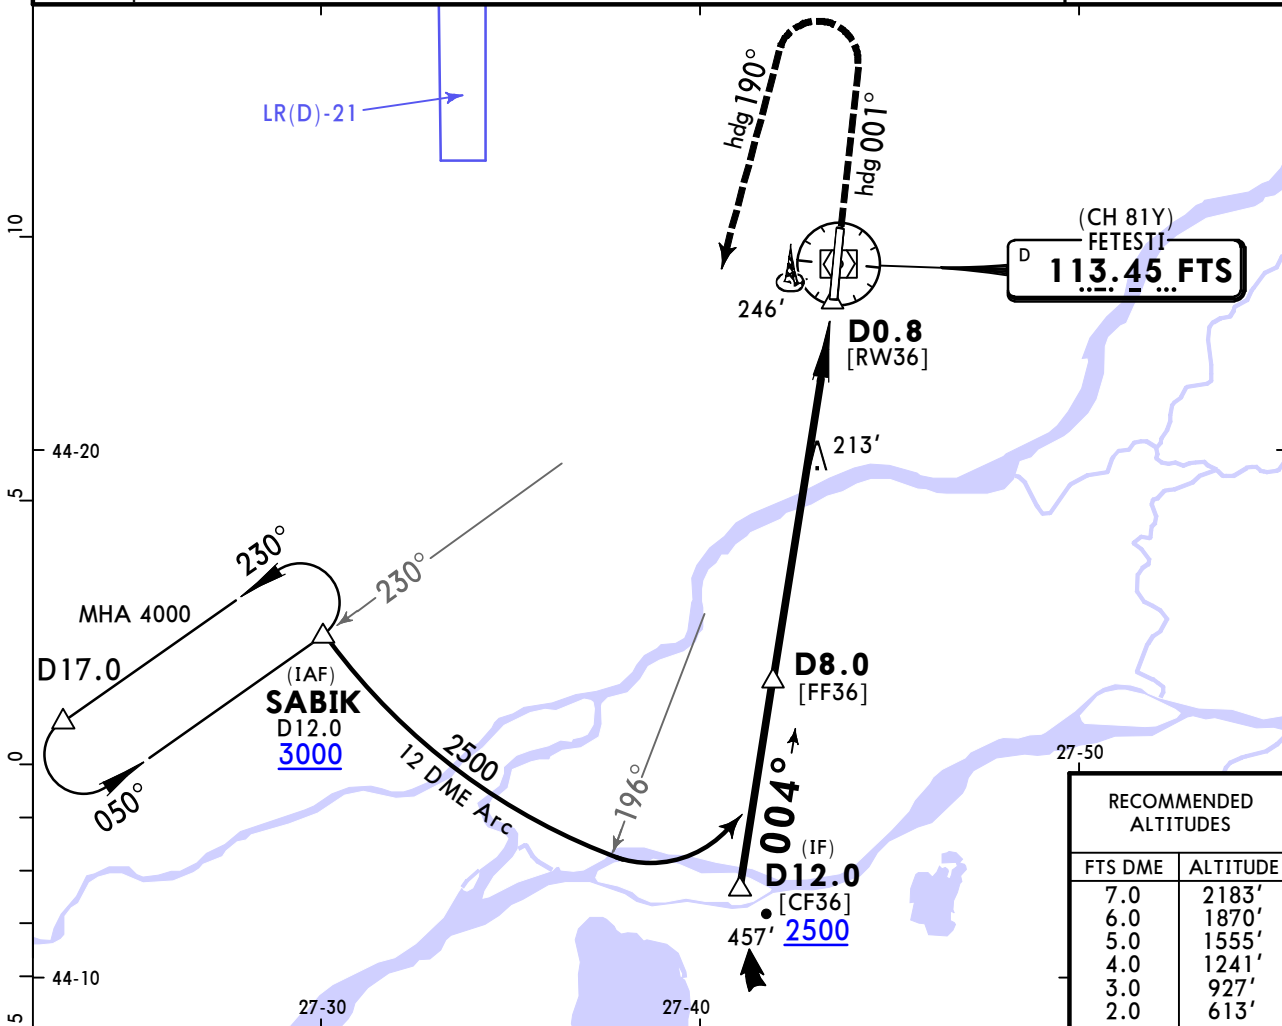 LR(D)-21
hdg 190°
hdg 001°
(CH 81Y)
FETESTI
D
113.45 FTS
246'
D0.8
[RW36]
10
44-20
213'
5
230°
230°
MHA 4000
D17.0
(IAF)
SABIK
D12.0
3000
050°
0
2500
12 DME Arc
196°
D8.0
[FF36]
004°
(IF)
D12.0
[CF36]
2500
457'
27-50
44-10
27-30
27-40
5
RECOMMENDED
ALTITUDES
FTS DME ALTITUDE
7.0 2183'
6.0 1870'
5.0 1555'
4.0 1241'
3.0 927'
2.0 613'